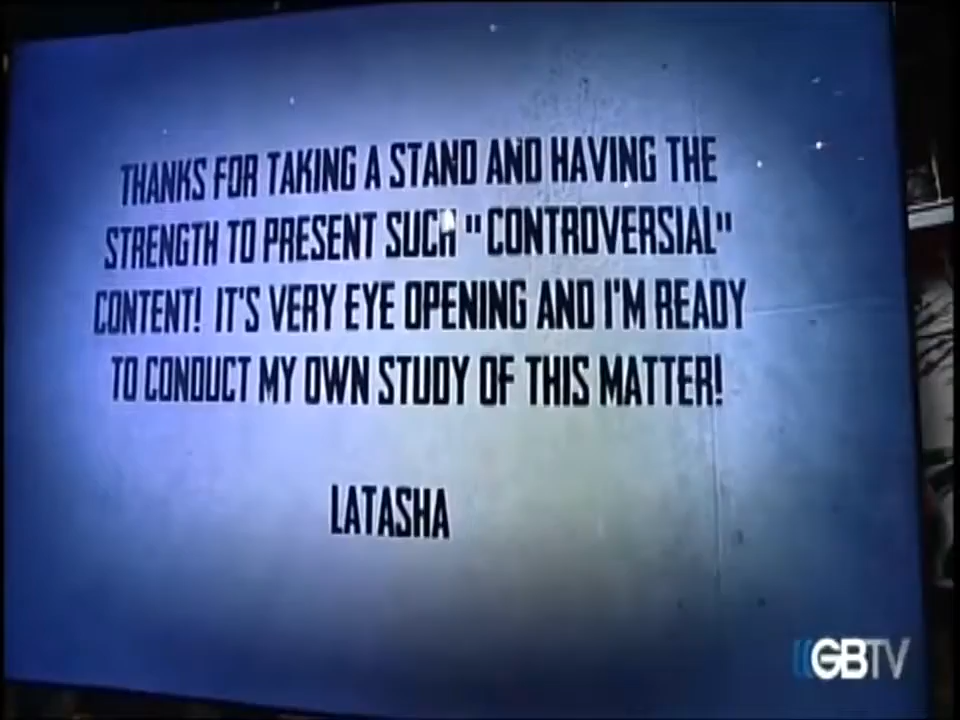 THANKS FOR TAKING A STAND AND HAVING THE
STRENGTH TO PRESENT SUCH "CONTROVERSIAL"
CONTENT! IT'S VERY EYE OPENING AND I'M READY
TO CONDUCT MY OWN STUDY OF THIS MATTER!
LATASHA
GBTV